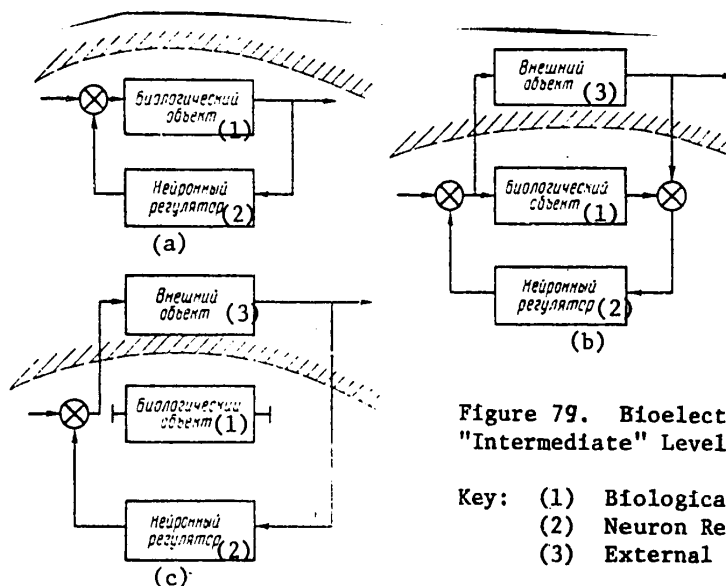 Биологический
объект (1)
Нейронный
регулятор (2)
(a)
Внешний
объект (3)
Биологический
объект (1)
Нейронный
регулятор (2)
(b)
Внешний
объект (3)
Биологический
объект (1)
Нейронный
регулятор (2)
(c)
Figure 79. Bioelect
"Intermediate" Level
Key: (1) Biologica
(2) Neuron Re
(3) External